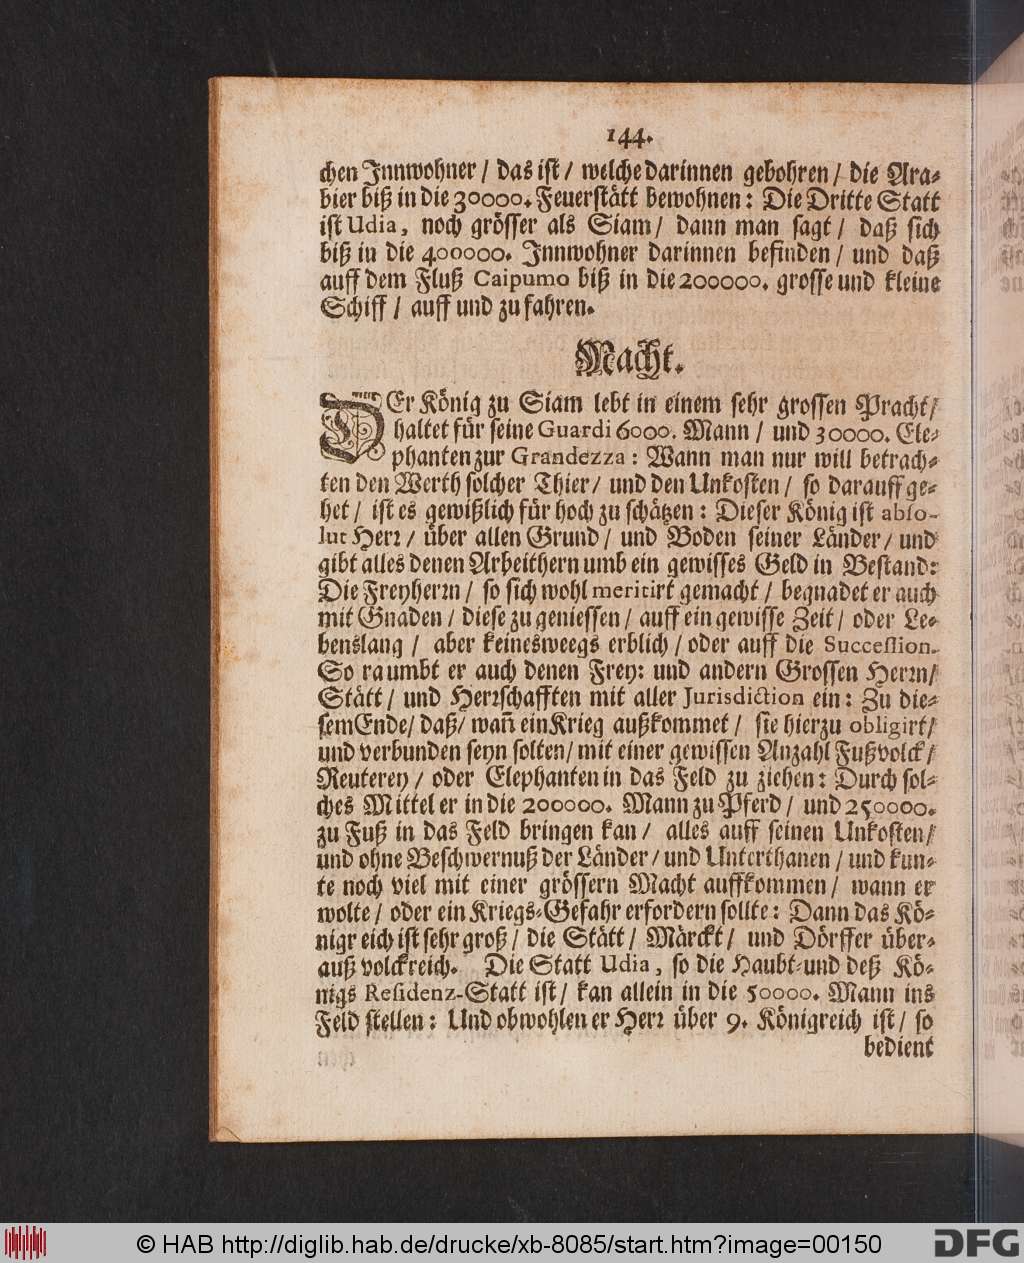 144.
chen Innwohner / das ist / welche darinnen gebohren / die Ara-
bier biß in die 30000. Feuerstätt bewohnen: Die Dritte Statt
ist Udia, noch grösser als Siam / dann man sagt / daß sich
biß in die 400000. Innwohner darinnen befinden / und daß
auff dem Fluß Caipumo biß in die 200000. grosse und kleine
Schiff / auff und zu fahren.
Macht.
DEr König zu Siam lebt in einem sehr grossen Pracht /
haltet für seine Guardi 6000. Mann / und 30000. Ele-
phanten zur Grandezza: Wann man nur will betrach-
ten den Werth solcher Thier / und den Unkosten / so darauff ge-
het / ist es gewißlich für hoch zu schätzen: Dieser König ist abso-
lut Herr / über allen Grund / und Boden seiner Länder / und
gibt alles denen Arbeithern umb ein gewisses Geld in Bestand:
Die Freyherrn / so sich wohl meritirt gemacht / begnadet er auch
mit Gnaden / diese zu geniessen / auff ein gewisse Zeit / oder Le-
benslang / aber keinesweegs erblich / oder auff die Succession.
So raumbt er auch denen Frey: und andern Grossen Herrn /
Stätt / und Herrschafften mit aller Jurisdiction ein: Zu die-
sem Ende / daß / wañ ein Krieg außkommet / sie hierzu obligirt /
und verbunden seyn solten / mit einer gewissen Anzahl Fußvolck /
Reuterey / oder Elephanten in das Feld zu ziehen: Durch sol-
ches Mittel er in die 200000. Mann zu Pferd / und 250000.
zu Fuß in das Feld bringen kan / alles auff seinen Unkosten /
und ohne Beschwernuß der Länder / und Unterthanen / und kun-
te noch viel mit einer grössern Macht auffkommen / wann er
wolte / oder ein Kriegs-Gefahr erfordern sollte: Dann das Kö-
nigreich ist sehr groß / die Stätt / Märckt / und Dörffer über-
auß volckreich. Die Statt Udia, so die Haubt- und deß Kö-
nigs Residenz-Statt ist / kan allein in die 50000. Mann ins
Feld stellen: Und obwohlen er Herr über 9. Königreich ist / so
bedient
© HAB http://diglib.hab.de/drucke/xb-8085/start.htm?image=00150
DFG